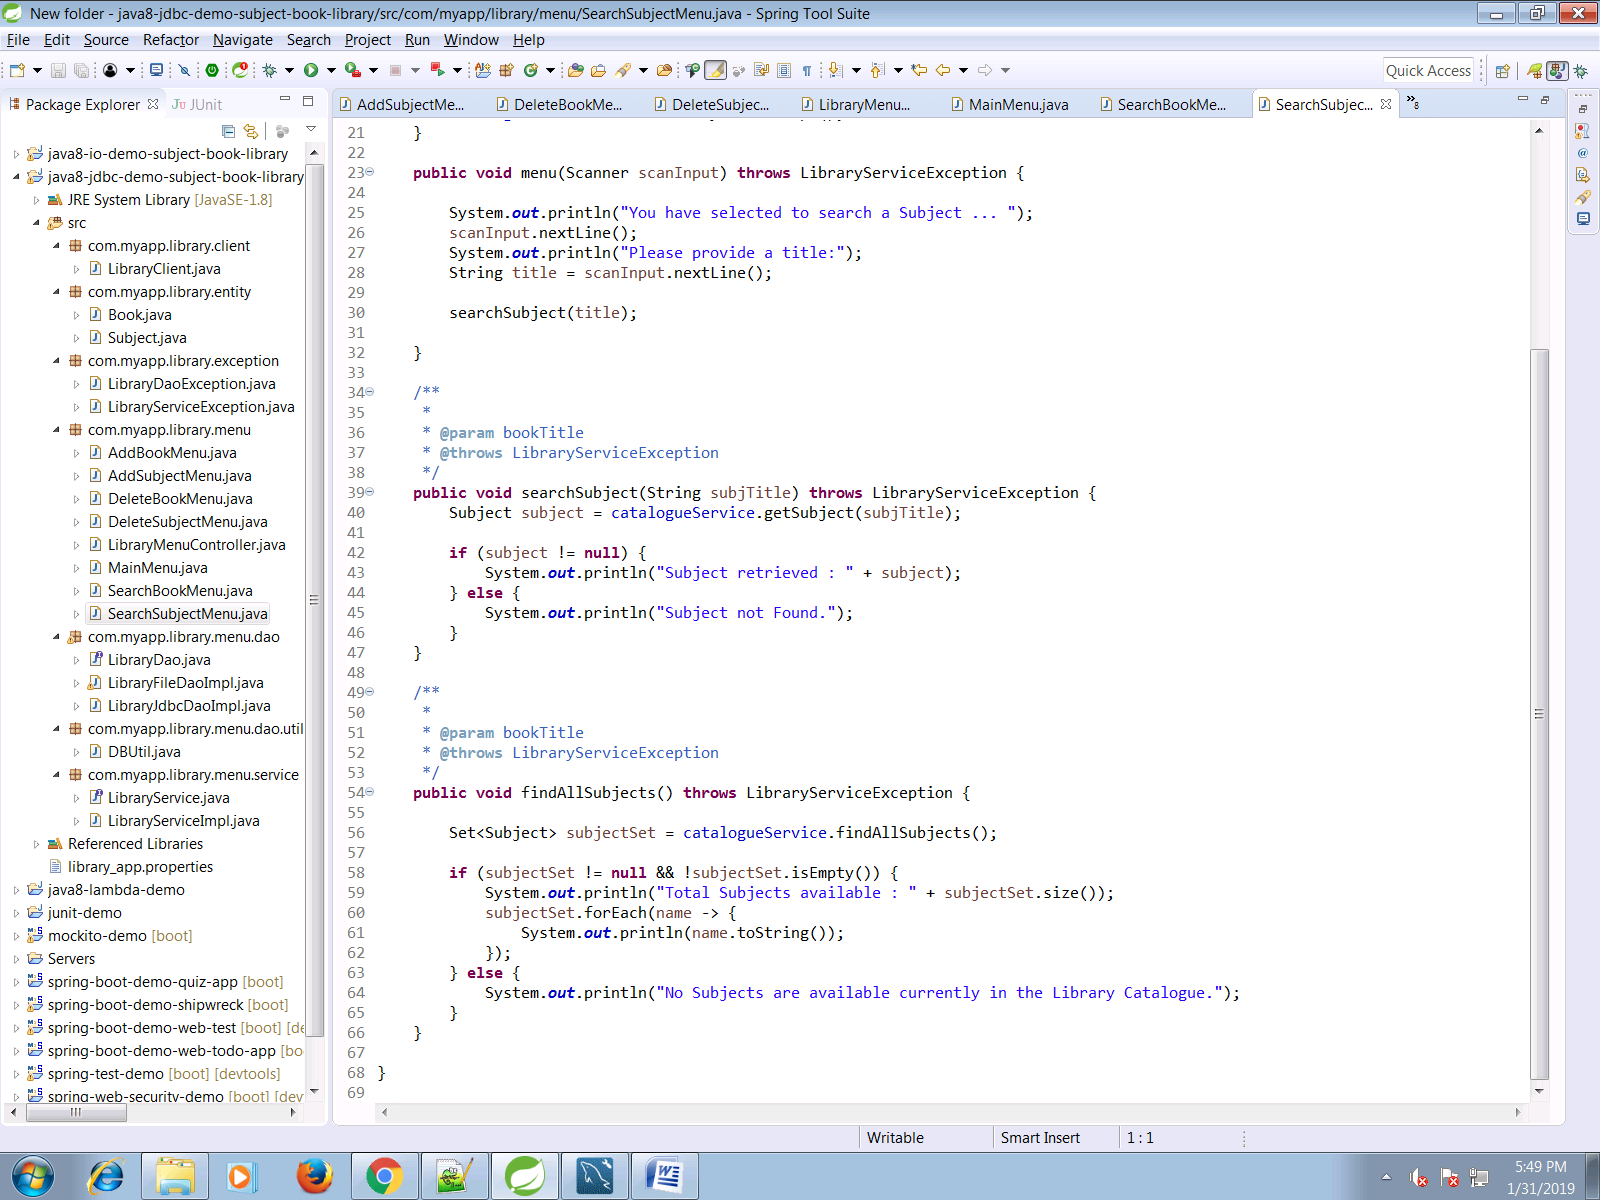 New folder - java8-jdbc-demo-subject-book-library/src/com/myapp/library/menu/SearchSubjectMenu.java - Spring Tool Suite
File Edit Source Refactor Navigate Search Project Run Window Help
Quick Access
Package Explorer
JUnit
java8-io-demo-subject-book-library
java8-jdbc-demo-subject-book-library
JRE System Library [JavaSE-1.8]
src
com.myapp.library.client
LibraryClient.java
com.myapp.library.entity
Book.java
Subject.java
com.myapp.library.exception
LibraryDaoException.java
LibraryServiceException.java
com.myapp.library.menu
AddBookMenu.java
AddSubjectMenu.java
DeleteBookMenu.java
DeleteSubjectMenu.java
LibraryMenuController.java
MainMenu.java
SearchBookMenu.java
SearchSubjectMenu.java
com.myapp.library.menu.dao
LibraryDao.java
LibraryFileDaoImpl.java
LibraryJdbcDaoImpl.java
com.myapp.library.menu.dao.util
DBUtil.java
com.myapp.library.menu.service
LibraryService.java
LibraryServiceImpl.java
Referenced Libraries
library_app.properties
java8-lambda-demo
junit-demo
mockito-demo [boot]
Servers
spring-boot-demo-quiz-app [boot]
spring-boot-demo-shipwreck [boot]
spring-boot-demo-web-test [boot] [de
spring-boot-demo-web-todo-app [bo
spring-test-demo [boot] [devtools]
spring-web-security-demo [boot] [dev
AddSubjectMe... DeleteBookMe... DeleteSubjec... LibraryMenu... MainMenu.java SearchBookMe... SearchSubjec... »8
21 }
22
23 public void menu(Scanner scanInput) throws LibraryServiceException {
24
25 System.out.println("You have selected to search a Subject ... ");
26 scanInput.nextLine();
27 System.out.println("Please provide a title:");
28 String title = scanInput.nextLine();
29
30 searchSubject(title);
31
32 }
33
34 /**
35 *
36 * @param bookTitle
37 * @throws LibraryServiceException
38 */
39 public void searchSubject(String subjTitle) throws LibraryServiceException {
40 Subject subject = catalogueService.getSubject(subjTitle);
41
42 if (subject != null) {
43 System.out.println("Subject retrieved : " + subject);
44 } else {
45 System.out.println("Subject not Found.");
46 }
47 }
48
49 /**
50 *
51 * @param bookTitle
52 * @throws LibraryServiceException
53 */
54 public void findAllSubjects() throws LibraryServiceException {
55
56 Set<Subject> subjectSet = catalogueService.findAllSubjects();
57
58 if (subjectSet != null && !subjectSet.isEmpty()) {
59 System.out.println("Total Subjects available : " + subjectSet.size());
60 subjectSet.forEach(name -> {
61 System.out.println(name.toString());
62 });
63 } else {
64 System.out.println("No Subjects are available currently in the Library Catalogue.");
65 }
66 }
67
68 }
69
Writable Smart Insert 1 : 1
5:49 PM
1/31/2019